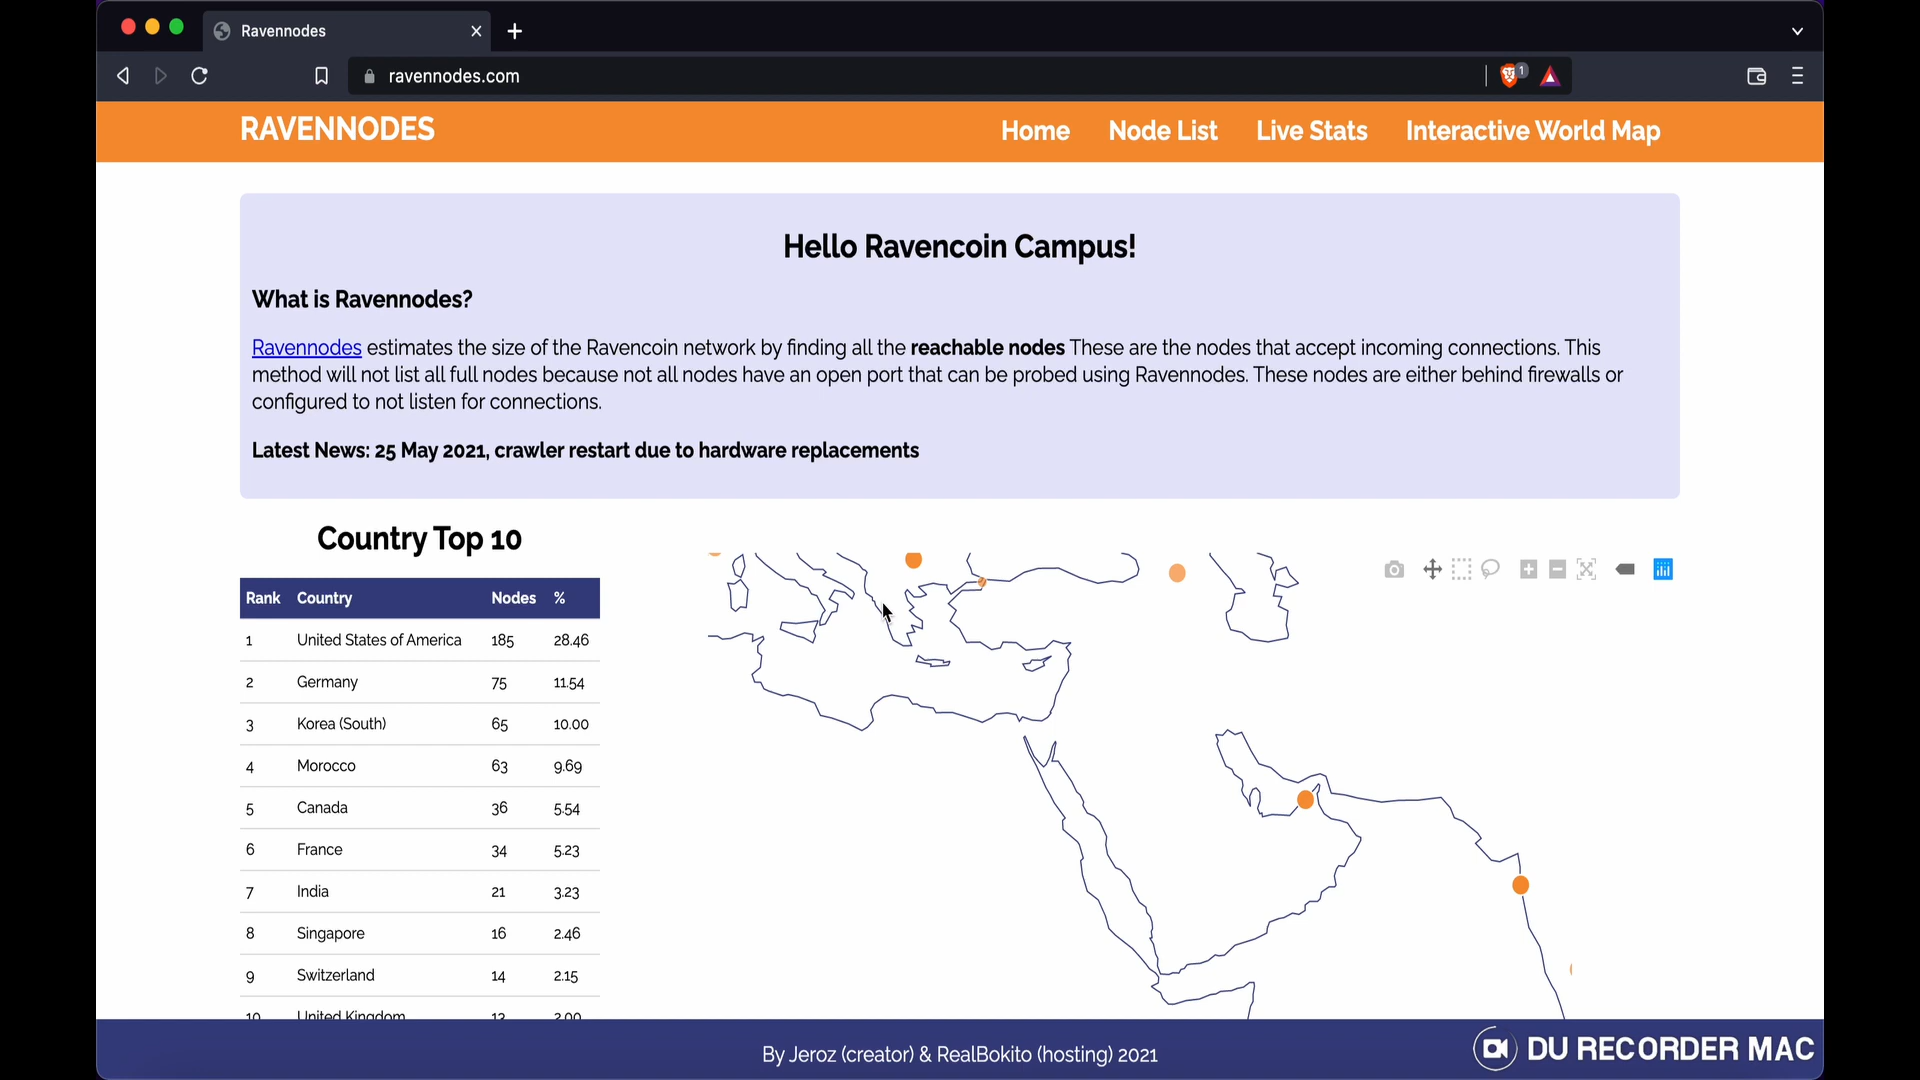 Ravennodes
ravennodes.com
1
RAVENNODES
Home Node List Live Stats Interactive World Map
Hello Ravencoin Campus!
What is Ravennodes?
Ravennodes estimates the size of the Ravencoin network by finding all the reachable nodes These are the nodes that accept incoming connections. This
method will not list all full nodes because not all nodes have an open port that can be probed using Ravennodes. These nodes are either behind firewalls or
configured to not listen for connections.
Latest News: 25 May 2021, crawler restart due to hardware replacements
Country Top 10
Rank Country Nodes %
1 United States of America 185 28.46
2 Germany 75 11.54
3 Korea (South) 65 10.00
4 Morocco 63 9.69
5 Canada 36 5.54
6 France 34 5.23
7 India 21 3.23
8 Singapore 16 2.46
9 Switzerland 14 2.15
10 United Kingdom 13 2.00
By Jeroz (creator) & RealBokito (hosting) 2021
DU RECORDER MAC